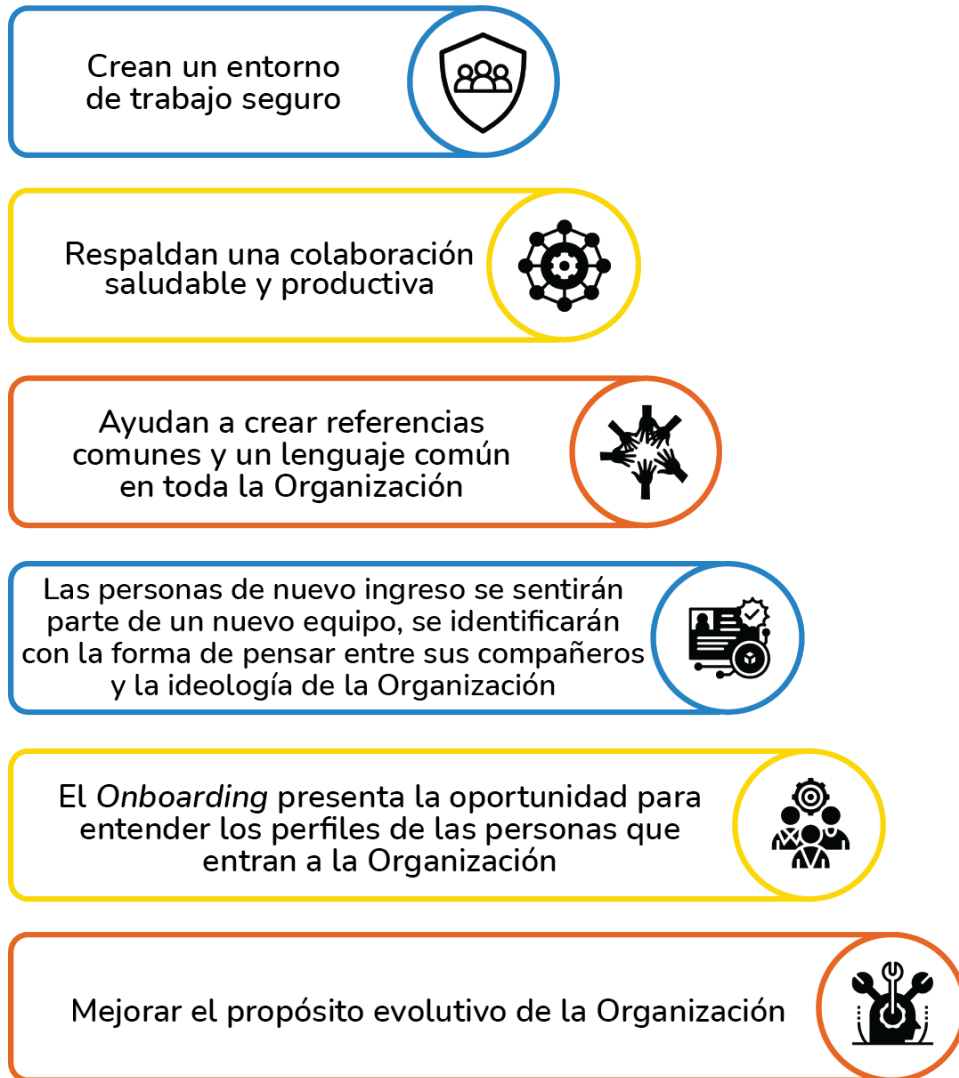 Crean un entorno
de trabajo seguro
Respaldan una colaboración
saludable y productiva
Ayudan a crear referencias
comunes y un lenguaje común
en toda la Organización
Las personas de nuevo ingreso se sentirán
parte de un nuevo equipo, se identificarán
con la forma de pensar entre sus compañeros
y la ideología de la Organización
El Onboarding presenta la oportunidad para
entender los perfiles de las personas que
entran a la Organización
Mejorar el propósito evolutivo de la Organización